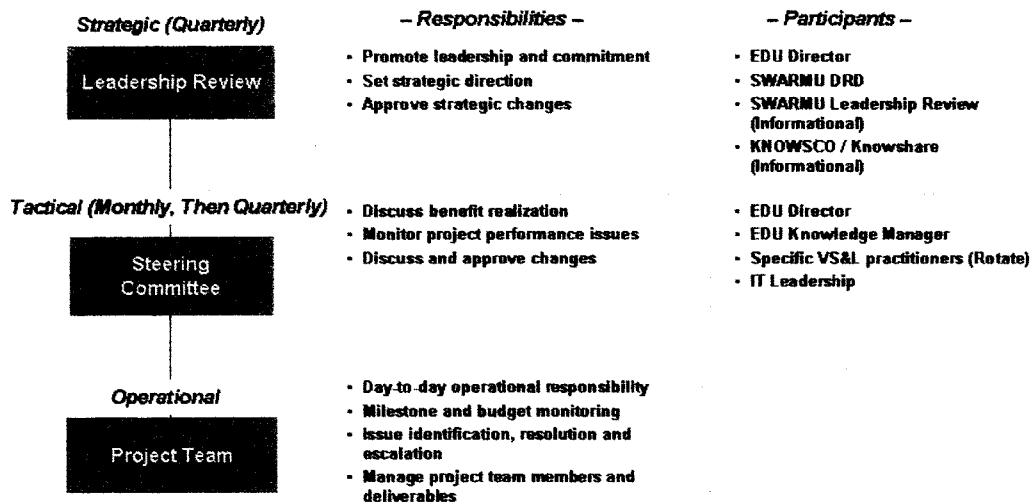 Strategic (Quarterly)
– Responsibilities –
– Participants –
Leadership Review
• Promote leadership and commitment
• Set strategic direction
• Approve strategic changes
• EDU Director
• SWARMU DRD
• SWARMU Leadership Review
(Informational)
• KNOWSCO / Knowshare
(Informational)
Tactical (Monthly, Then Quarterly)
Steering
Committee
• Discuss benefit realization
• Monitor project performance issues
• Discuss and approve changes
• EDU Director
• EDU Knowledge Manager
• Specific VS&L practitioners (Rotate)
• IT Leadership
Operational
Project Team
• Day-to-day operational responsibility
• Milestone and budget monitoring
• Issue identification, resolution and
escalation
• Manage project team members and
deliverables